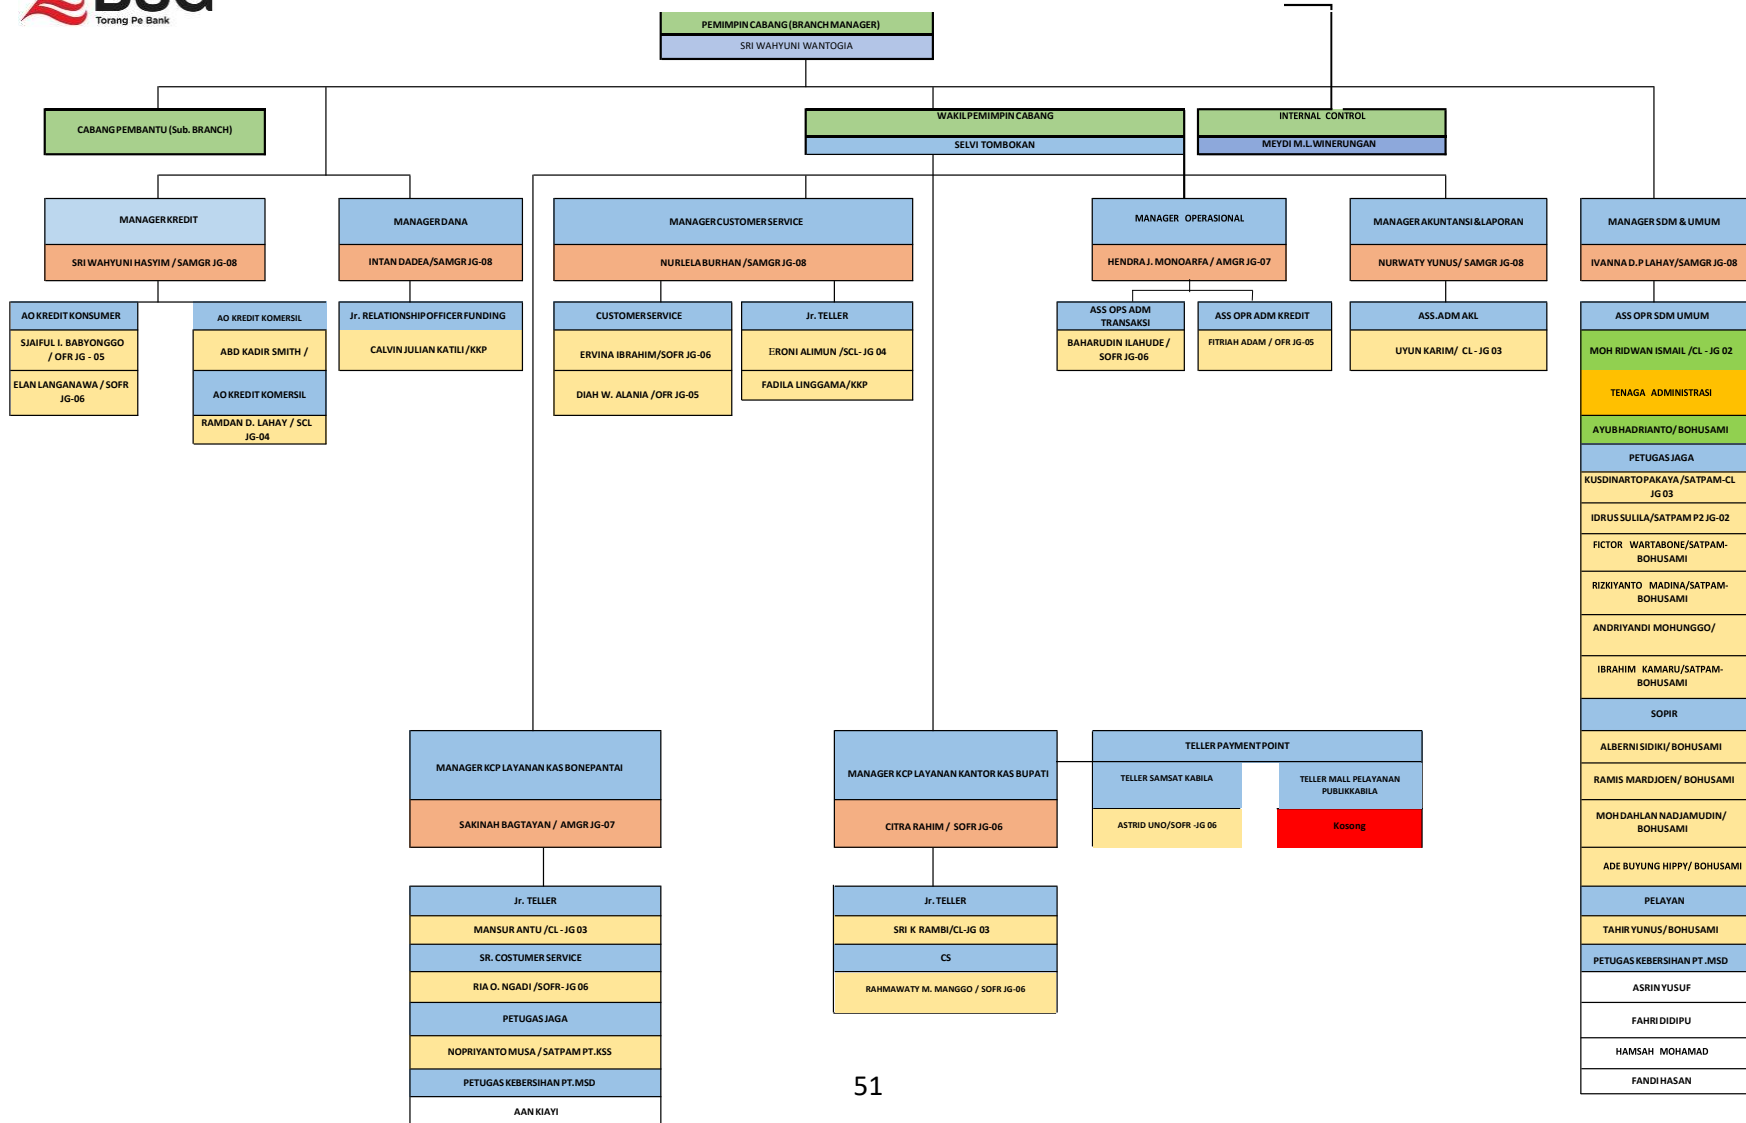 BSG
Torang Pe Bank
PEMIMPIN CABANG (BRANCH MANAGER)
SRI WAHYUNI WANTOGIA
CABANG PEMBANTU (Sub. BRANCH)
WAKIL PEMIMPIN CABANG
SELVI TOMBOKAN
INTERNAL CONTROL
MEYDI M.L.WINERUNGAN
MANAGER KREDIT
SRI WAHYUNI HASYIM / SAMGR JG-08
MANAGER DANA
INTAN DADEA/SAMGR JG-08
MANAGER CUSTOMER SERVICE
NURLELA BURHAN /SAMGR JG-08
MANAGER OPERASIONAL
HENDRA J. MONOARFA / AMGR JG-07
MANAGER AKUNTANSI & LAPORAN
NURWATY YUNUS/ SAMGR JG-08
MANAGER SDM & UMUM
IVANNA D.P LAHAY/SAMGR JG-08
AO KREDIT KONSUMER
SJAIFUL I. BABYONGGO
/ OFR JG - 05
ELAN LANGANAWA / SOFR
JG-06
AO KREDIT KOMERSIL
ABD KADIR SMITH /
AO KREDIT KOMERSIL
RAMDAN D. LAHAY / SCL
JG-04
Jr. RELATIONSHIP OFFICER FUNDING
CALVIN JULIAN KATILI /KKP
CUSTOMER SERVICE
ERVINA IBRAHIM/SOFR JG-06
DIAH W. ALANIA /OFR JG-05
Jr. TELLER
ERONI ALIMUN /SCL- JG 04
FADILA LINGGAMA/KKP
ASS OPS ADM
TRANSAKSI
BAHARUDIN ILAHUDE /
SOFR JG-06
ASS OPR ADM KREDIT
FITRIAH ADAM / OFR JG-05
ASS.ADM AKL
UYUN KARIM/ CL - JG 03
ASS OPR SDM UMUM
MOH RIDWAN ISMAIL /CL - JG 02
TENAGA ADMINISTRASI
AYUB HADRIANTO/ BOHUSAMI
PETUGAS JAGA
KUSDINARTO PAKAYA /SATPAM-CL
JG 03
IDRUS SULILA/SATPAM P2 JG-02
FICTOR WARTABONE/SATPAM-
BOHUSAMI
RIZKIYANTO MADINA/SATPAM-
BOHUSAMI
ANDRIYANDI MOHUNGGO/
IBRAHIM KAMARU/SATPAM-
BOHUSAMI
SOPIR
ALBERNI SIDIKI/ BOHUSAMI
RAMIS MARDJOEN/ BOHUSAMI
MOH DAHLAN NADJAMUDIN/
BOHUSAMI
ADE BUYUNG HIPPY/ BOHUSAMI
PELAYAN
TAHIR YUNUS/ BOHUSAMI
PETUGAS KEBERSIHAN PT .MSD
ASRIN YUSUF
FAHRI DIDIPU
HAMSAH MOHAMAD
FANDI HASAN
MANAGER KCP LAYANAN KAS BONEPANTAI
SAKINAH BAGTAYAN / AMGR JG-07
Jr. TELLER
MANSUR ANTU /CL - JG 03
SR. COSTUMER SERVICE
RIA O. NGADI /SOFR- JG 06
PETUGAS JAGA
NOPRIYANTO MUSA / SATPAM PT.KSS
PETUGAS KEBERSIHAN PT.MSD
AAN KIAYI
MANAGER KCP LAYANAN KANTOR KAS BUPATI
CITRA RAHIM / SOFR JG-06
Jr. TELLER
SRI K RAMBI/CL-JG 03
CS
RAHMAWATY M. MANGGO / SOFR JG-06
TELLER PAYMENT POINT
TELLER SAMSAT KABILA
ASTRID UNO/SOFR -JG 06
TELLER MALL PELAYANAN
PUBLIKKABILA
Kosong
51